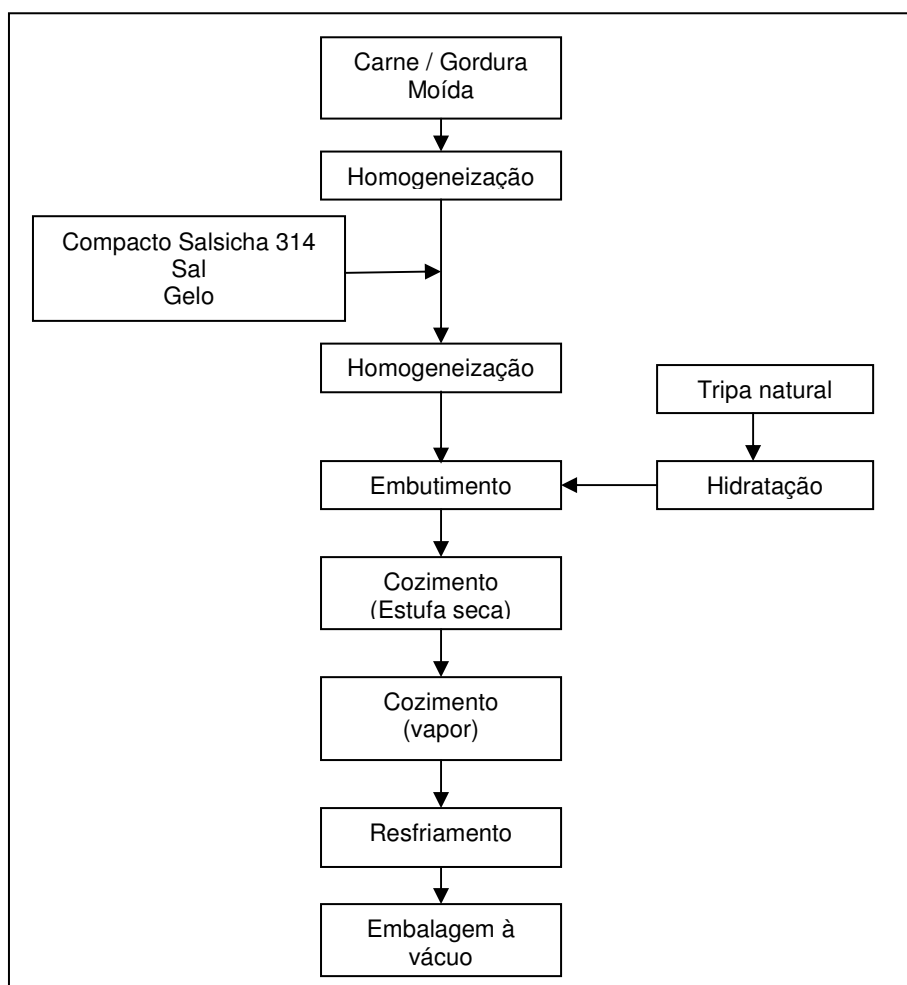 Carne / Gordura
Moída
Homogeneização
Compacto Salsicha 314
Sal
Gelo
Homogeneização
Tripa natural
Embutimento
Hidratação
Cozimento
(Estufa seca)
Cozimento
(vapor)
Resfriamento
Embalagem à
vácuo